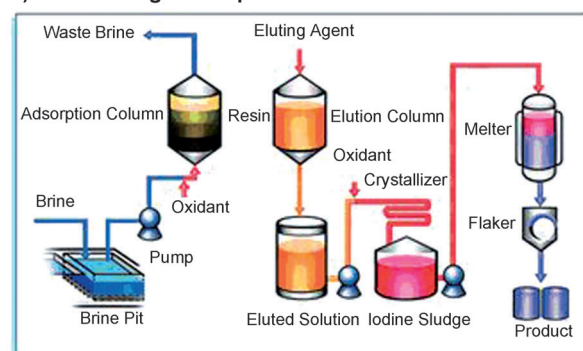 Waste Brine
Eluting Agent
Adsorption Column
Resin
Elution Column
Melter
Oxidant
Crystallizer
Brine
Oxidant
Flaker
Pump
Brine Pit
Eluted Solution
Iodine Sludge
Product